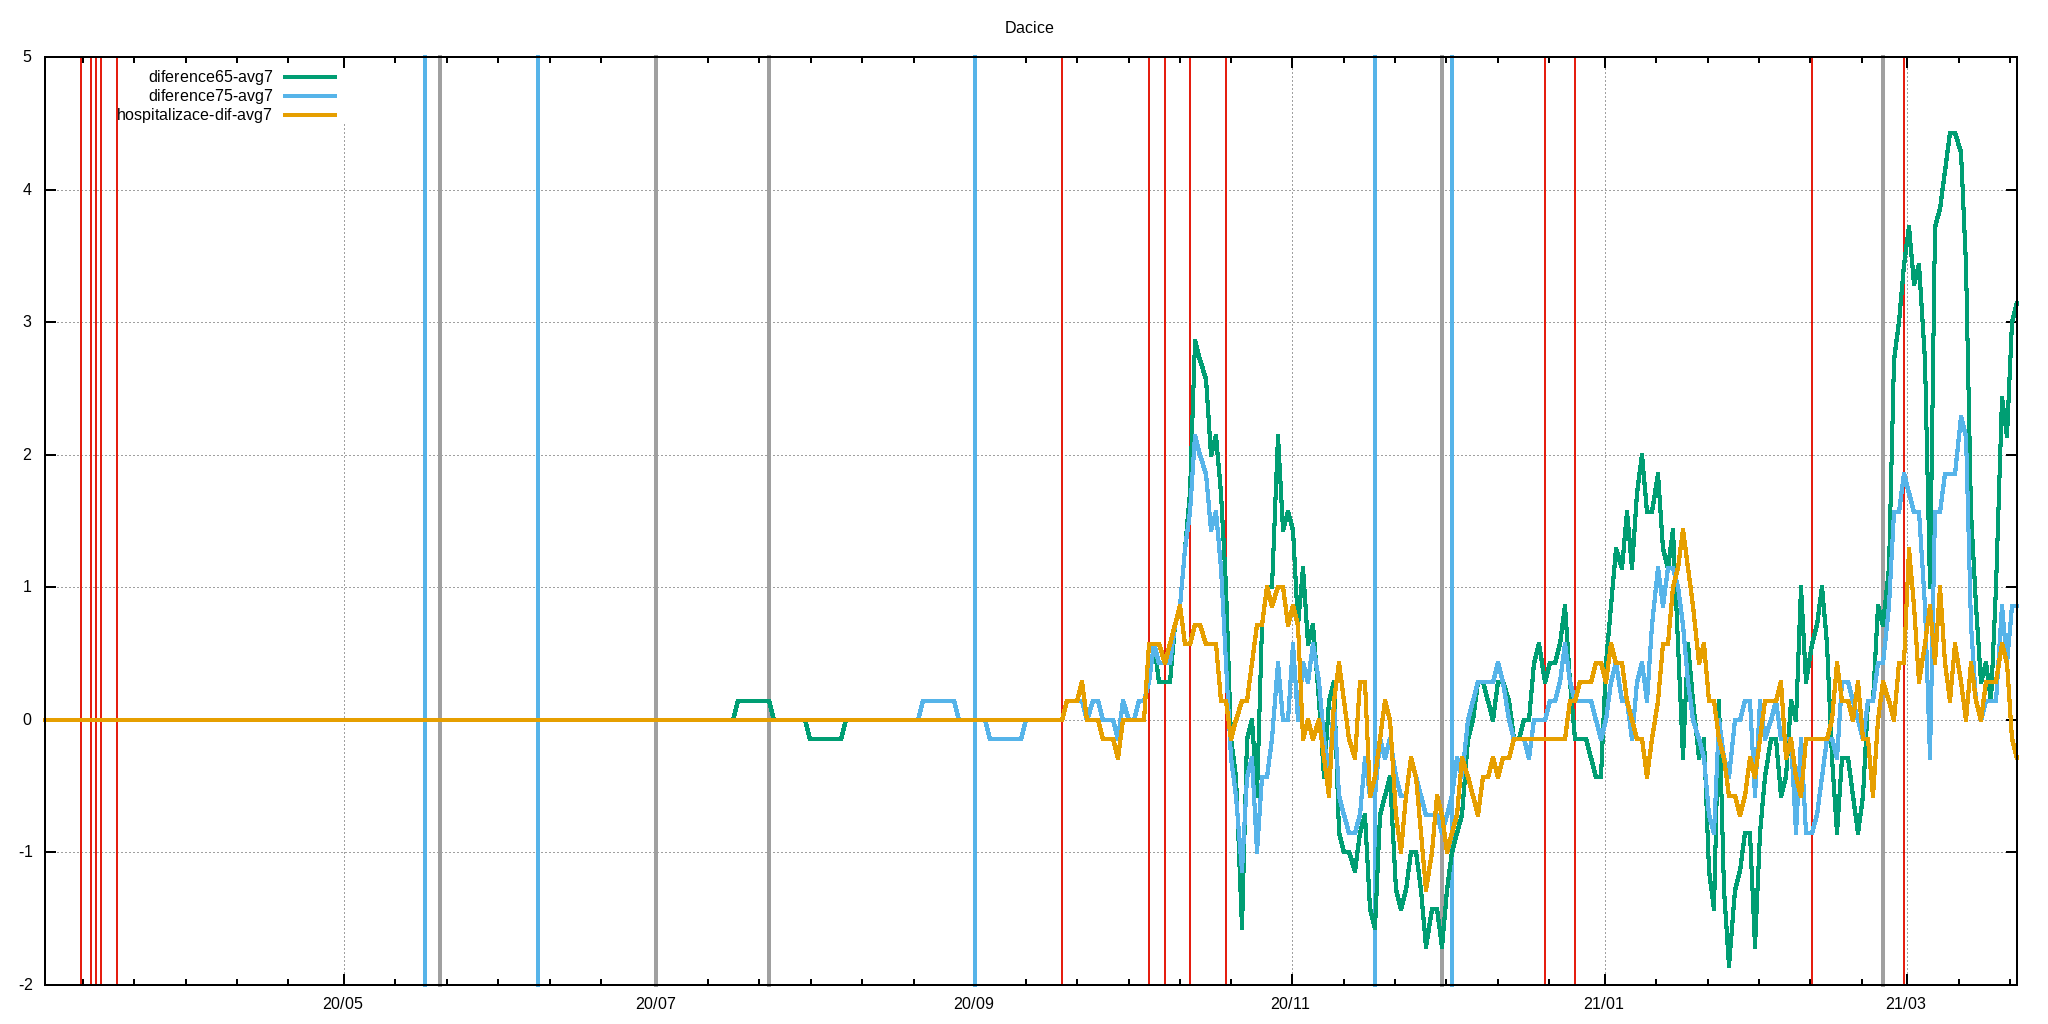 Dacice
5
diference65-avg7
diference75-avg7
hospitalizace-dif-avg7
4
3
2
1
0
-1
-2
20/05 20/07 20/09 20/11 21/01 21/03